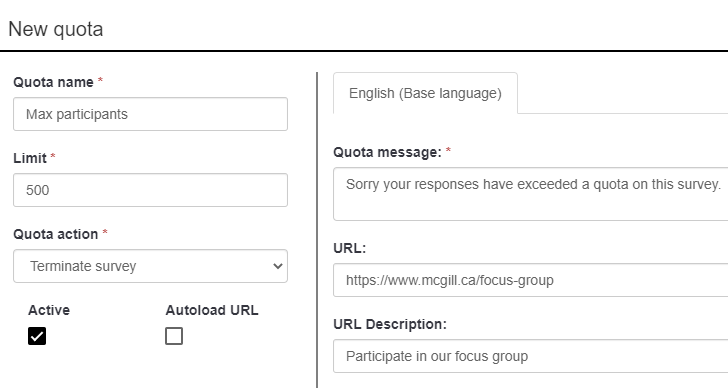 New quota
Quota name *
Max participants
Limit *
500
Quota action *
Terminate survey
Active
Autoload URL
English (Base language)
Quota message: *
Sorry your responses have exceeded a quota on this survey.
URL:
https://www.mcgill.ca/focus-group
URL Description:
Participate in our focus group